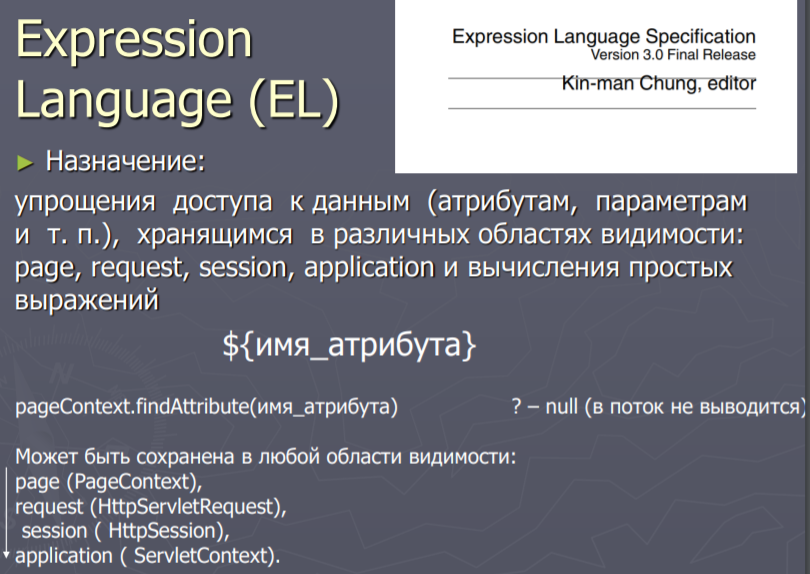 Expression
Language (EL)
Expression Language Specification
Version 3.0 Final Release
Kin-man Chung, editor
► Назначение:
упрощения доступа к данным (атрибутам, параметрам
и т. п.), хранящимся в различных областях видимости:
page, request, session, application и вычисления простых
выражений
${имя_атрибута}
pageContext.findAttribute(имя_атрибута) ? – null (в поток не выводится)
Может быть сохранена в любой области видимости:
page (PageContext),
request (HttpServletRequest),
session ( HttpSession),
application ( ServletContext).